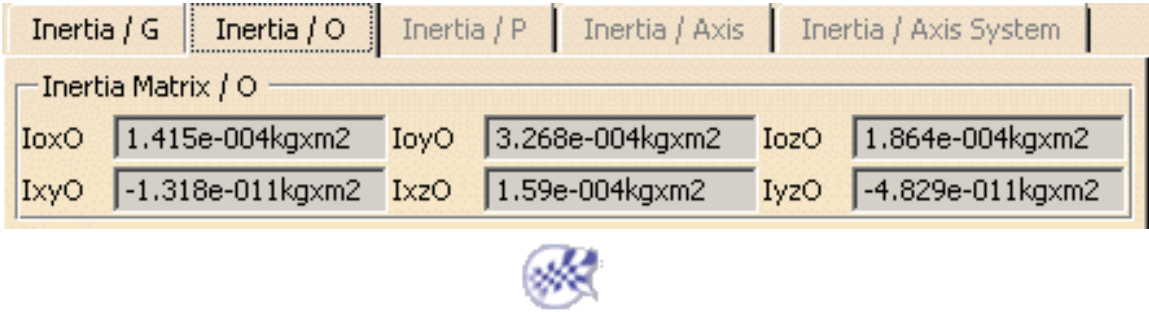 Inertia / G Inertia / O Inertia / P Inertia / Axis Inertia / Axis System
Inertia Matrix / O
IoxO 1.415e-004kgxm2 IoyO 3.268e-004kgxm2 IozO 1.864e-004kgxm2
IxyO -1.318e-011kgxm2 IxzO 1.59e-004kgxm2 IyzO -4.829e-011kgxm2